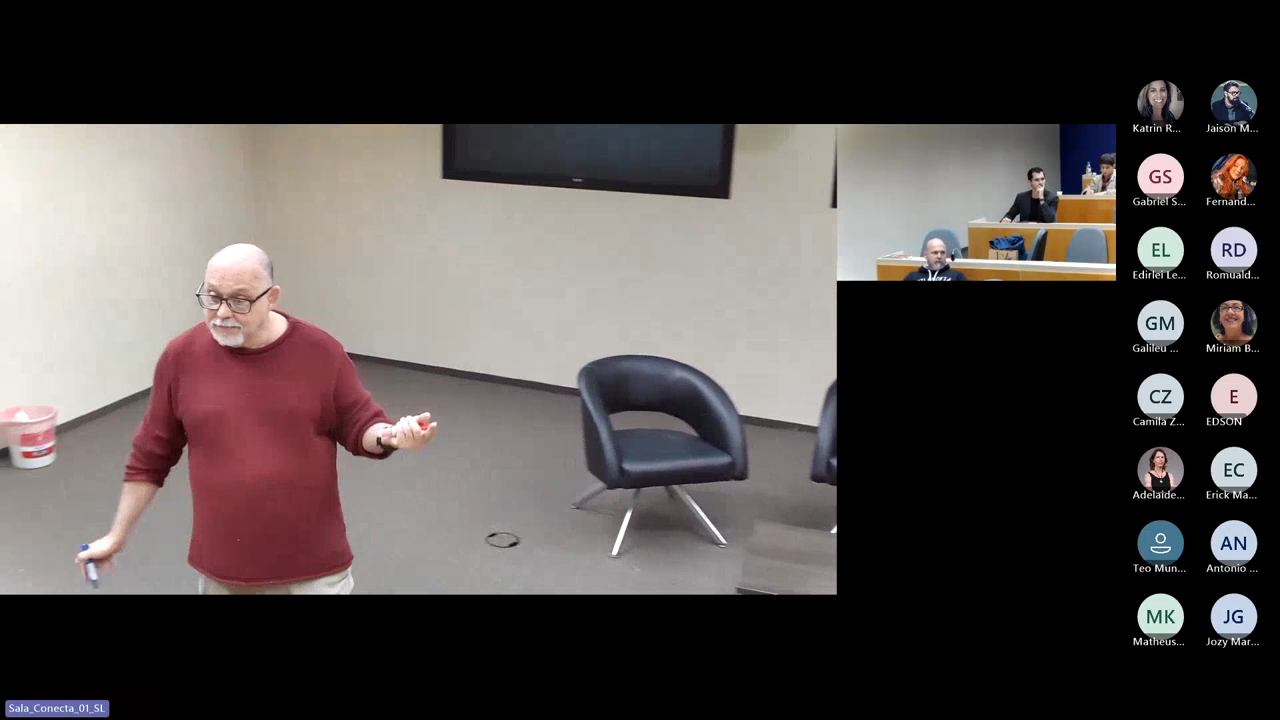 Katrin R...
Jaison M...
GS
Gabriel S...
Fernand...
EL
Edirlei Le...
RD
Romuald...
GM
Galileu ...
Miriam B...
CZ
Camila Z...
E
EDSON
Adelaide...
EC
Erick Ma...
Teo Mun...
AN
Antonio ...
MK
Matheus...
JG
Jozy Mar...
Sala_Conecta_01_SL